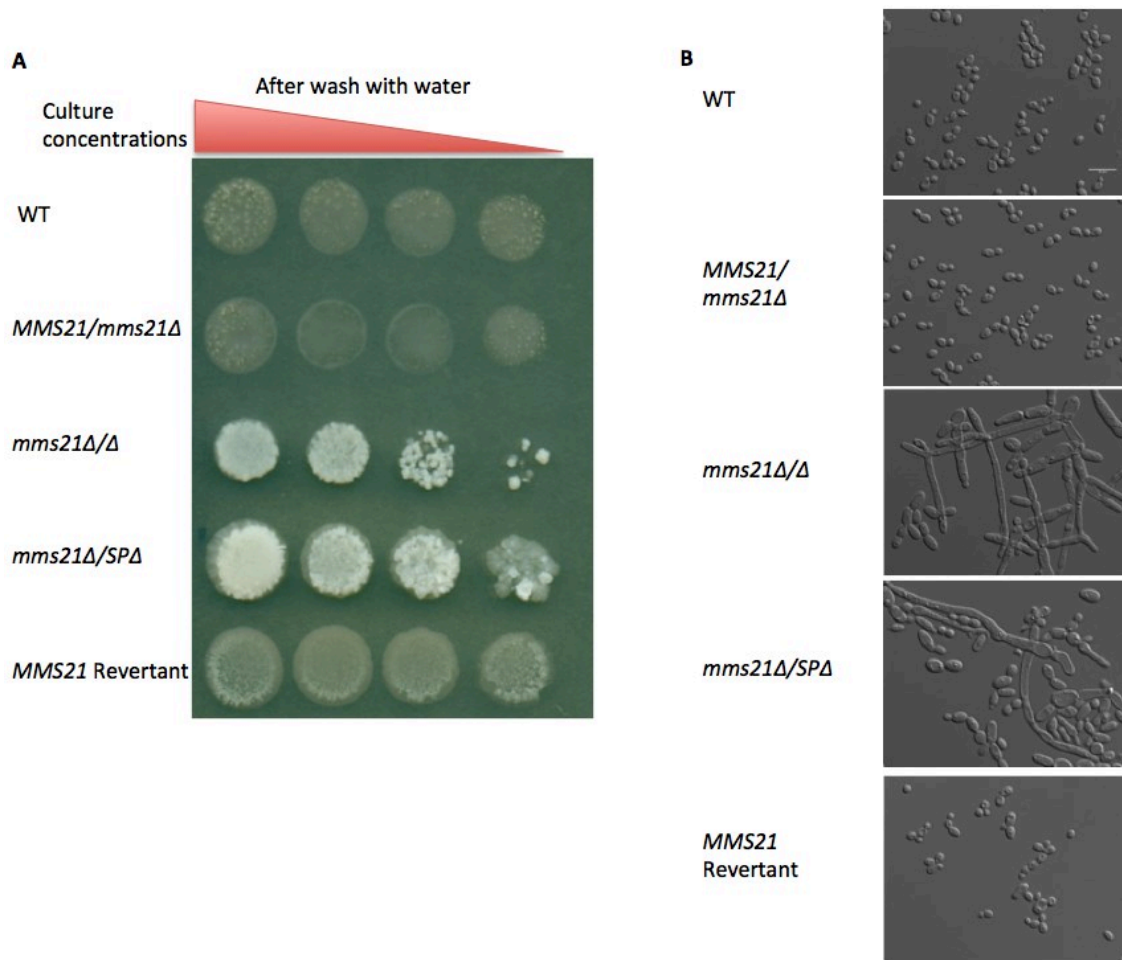 A
After wash with water
Culture
concentrations
WT
MMS21/mms21Δ
mms21Δ/Δ
mms21Δ/SPΔ
MMS21 Revertant
B
WT
MMS21/
mms21Δ
mms21Δ/Δ
mms21Δ/SPΔ
MMS21
Revertant